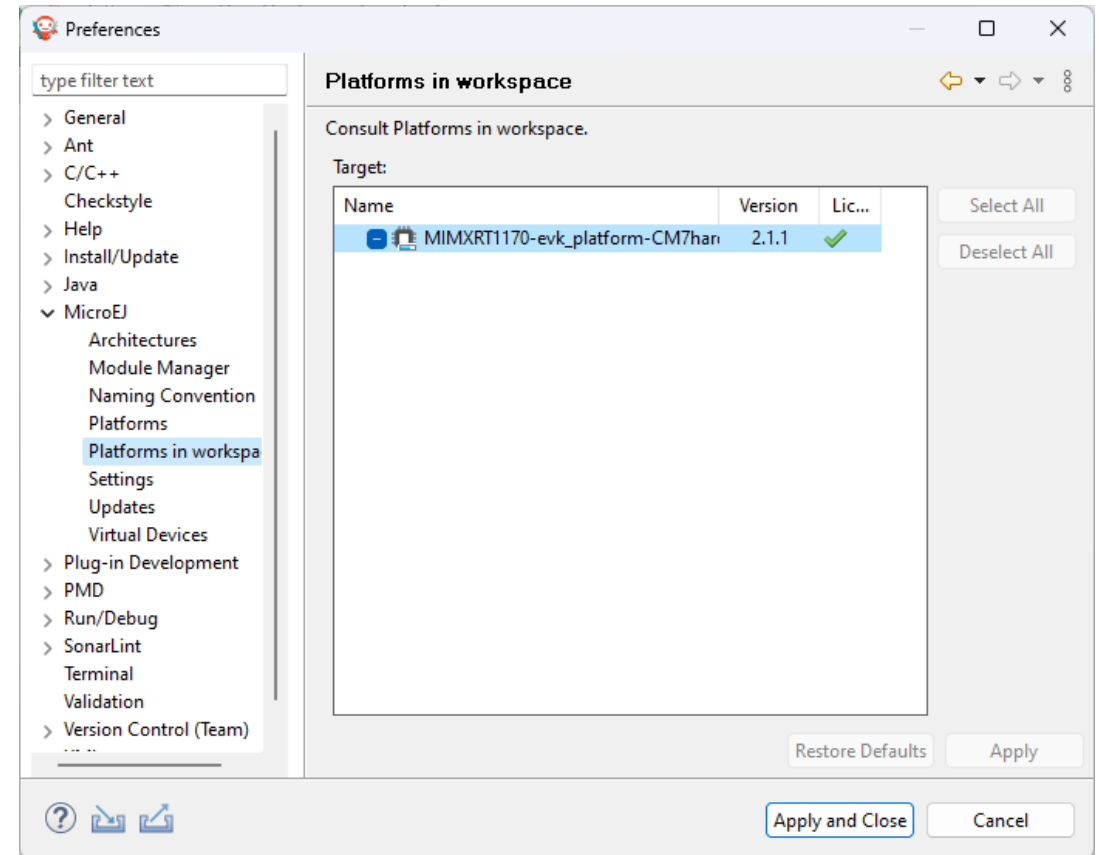 Preferences
type filter text
General
Ant
C/C++
Checkstyle
Help
Install/Update
Java
MicroEJ
Architectures
Module Manager
Naming Convention
Platforms
Platforms in workspa
Settings
Updates
Virtual Devices
Plug-in Development
PMD
Run/Debug
SonarLint
Terminal
Validation
Version Control (Team)
Platforms in workspace
Consult Platforms in workspace.
Target:
Name Version Lic...
MIMXRT1170-evk_platform-CM7har 2.1.1
Select All
Deselect All
Restore Defaults Apply
Apply and Close Cancel